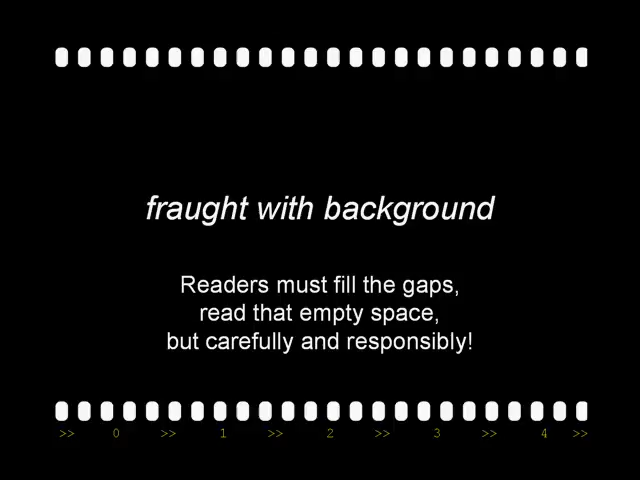 fraught with background
Readers must fill the gaps,
read that empty space,
but carefully and responsibly!
>> 0 >> 1 >> 2 >> 3 >> 4 >>